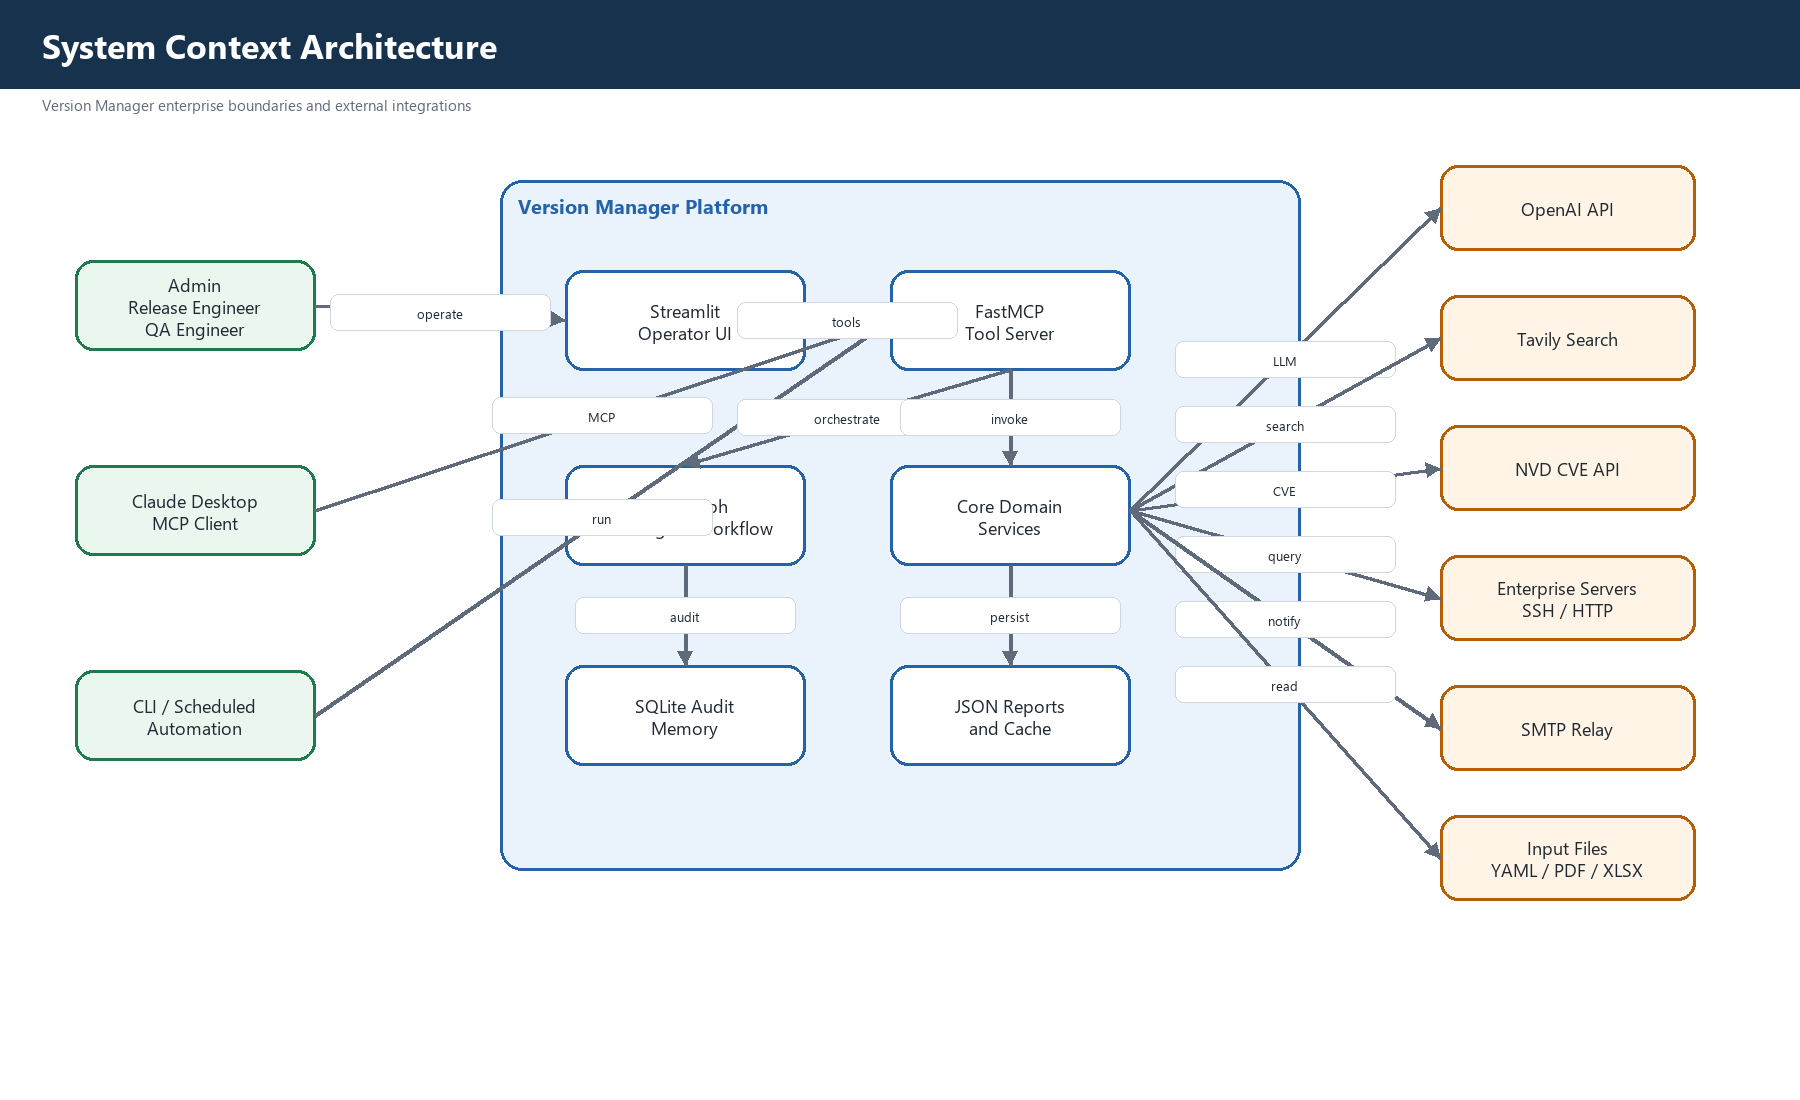 System Context Architecture
Version Manager enterprise boundaries and external integrations
Version Manager Platform
Admin
Release Engineer
QA Engineer
operate
Streamlit
Operator UI
tools
FastMCP
Tool Server
MCP
orchestrate
invoke
Claude Desktop
MCP Client
run
Core Domain
Services
audit
persist
CLI / Scheduled
Automation
SQLite Audit
Memory
JSON Reports
and Cache
LLM
search
CVE
query
notify
read
OpenAI API
Tavily Search
NVD CVE API
Enterprise Servers
SSH / HTTP
SMTP Relay
Input Files
YAML / PDF / XLSX